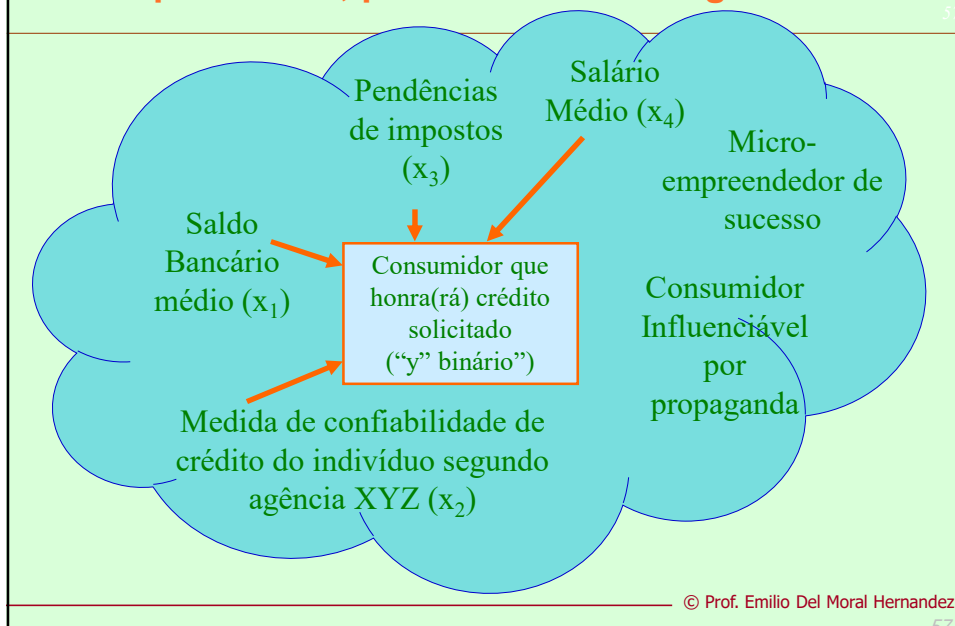 Pendências
de impostos
(x₃)
Salário
Médio (x₄)
Micro-
empreendedor de
sucesso
Saldo
Bancário
médio (x₁)
Consumidor que
honra(rá) crédito
solicitado
(“y” binário”)
Consumidor
Influenciável
por
propaganda
Medida de confiabilidade de
crédito do indivíduo segundo
agência XYZ (x₂)
© Prof. Emilio Del Moral Hernandez